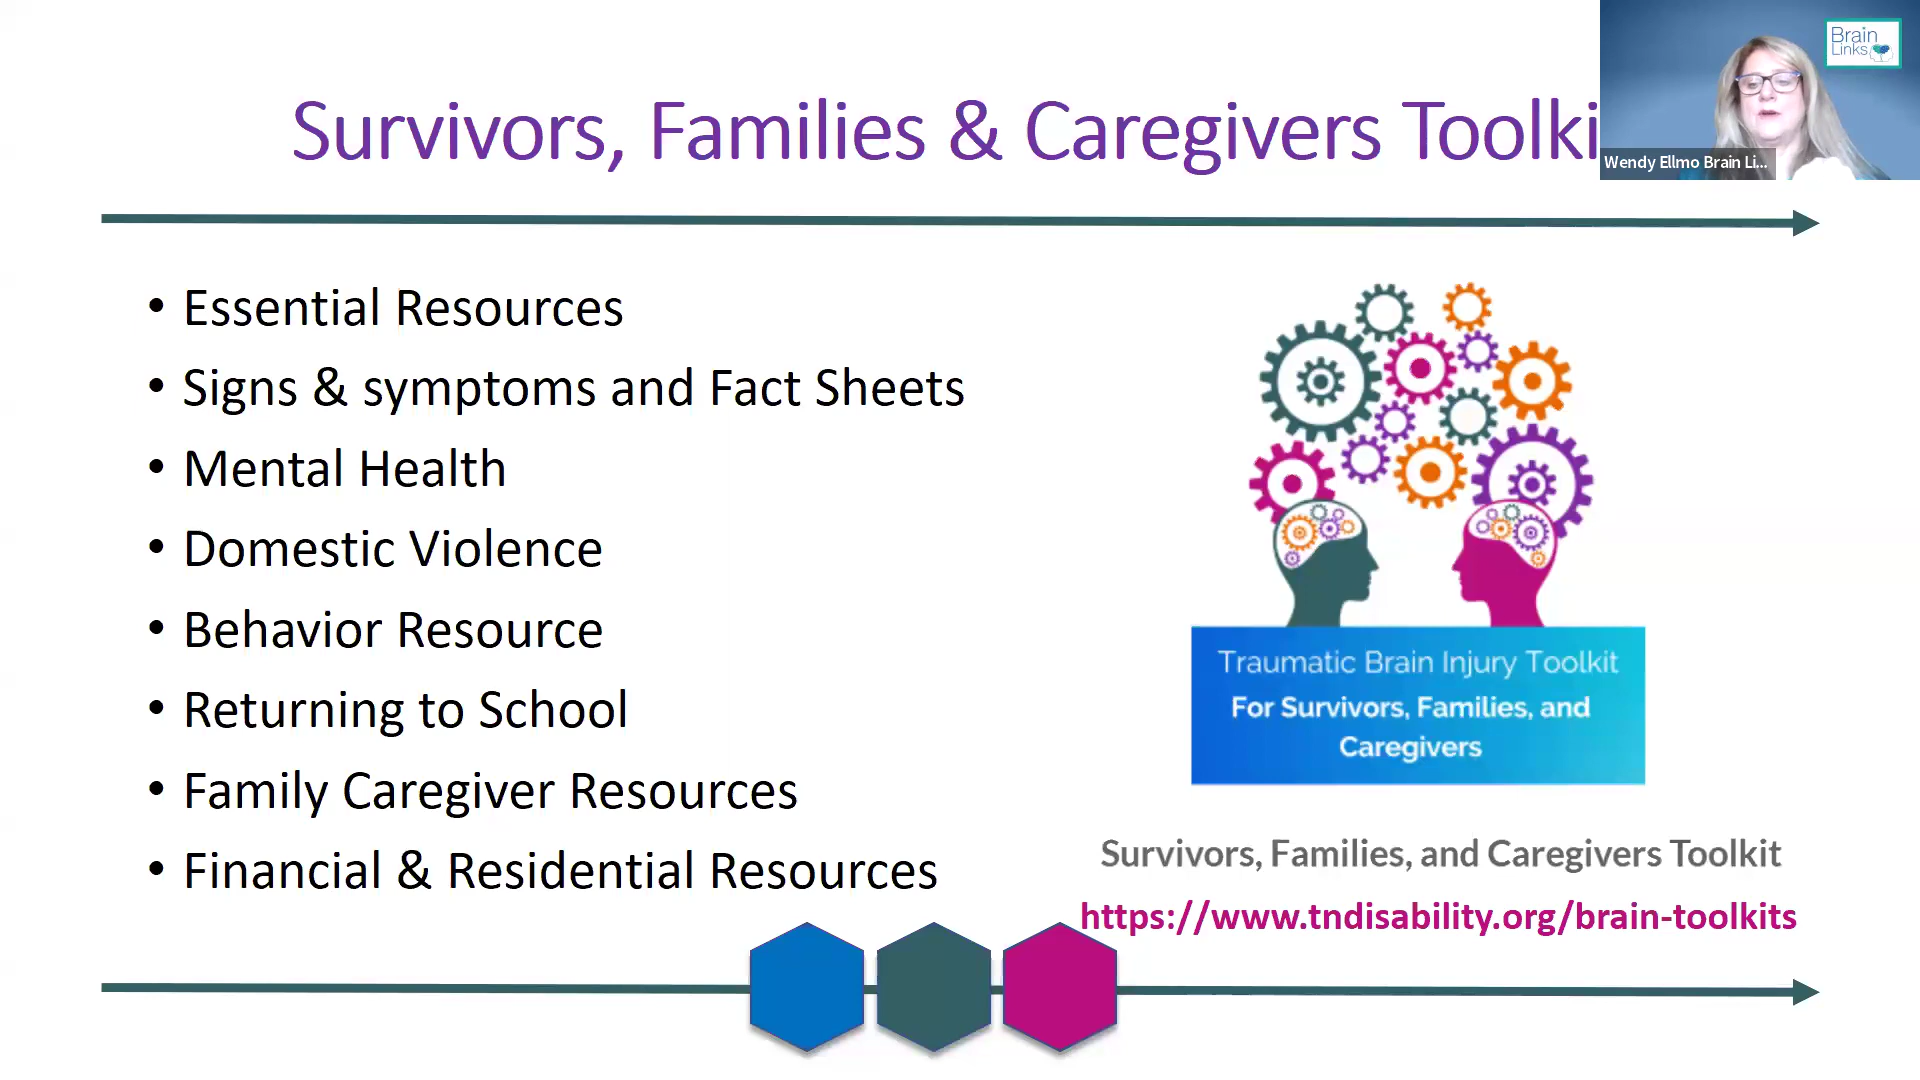 Survivors, Families & Caregivers Toolki
Brain
Links
Wendy Ellmo Brain Li...
• Essential Resources
• Signs & symptoms and Fact Sheets
• Mental Health
• Domestic Violence
• Behavior Resource
• Returning to School
• Family Caregiver Resources
• Financial & Residential Resources
Traumatic Brain Injury Toolkit
For Survivors, Families, and
Caregivers
Survivors, Families, and Caregivers Toolkit
https://www.tndisability.org/brain-toolkits